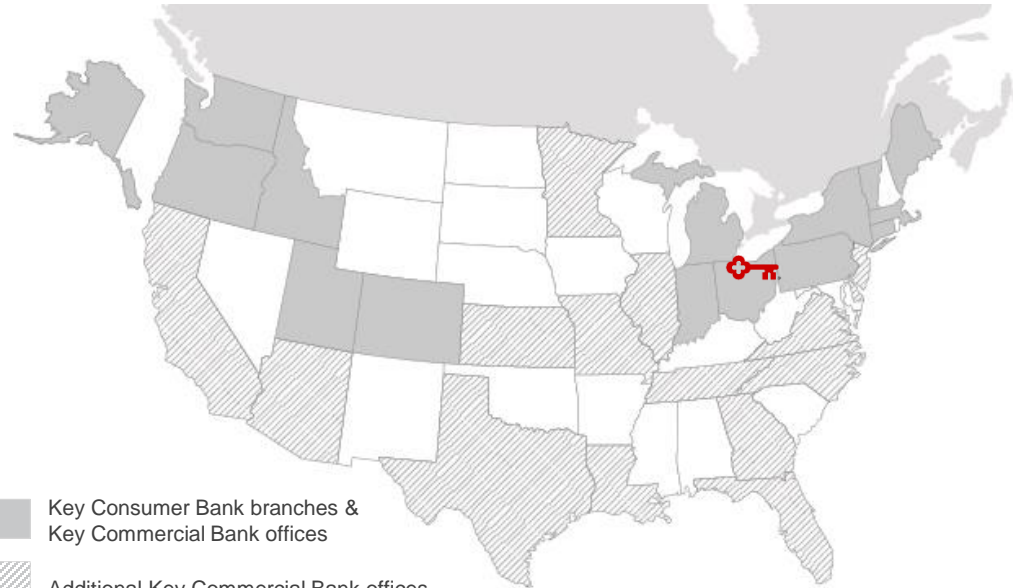 Key Consumer Bank branches &
Key Commercial Bank offices
Additional Key Commercial Bank offices